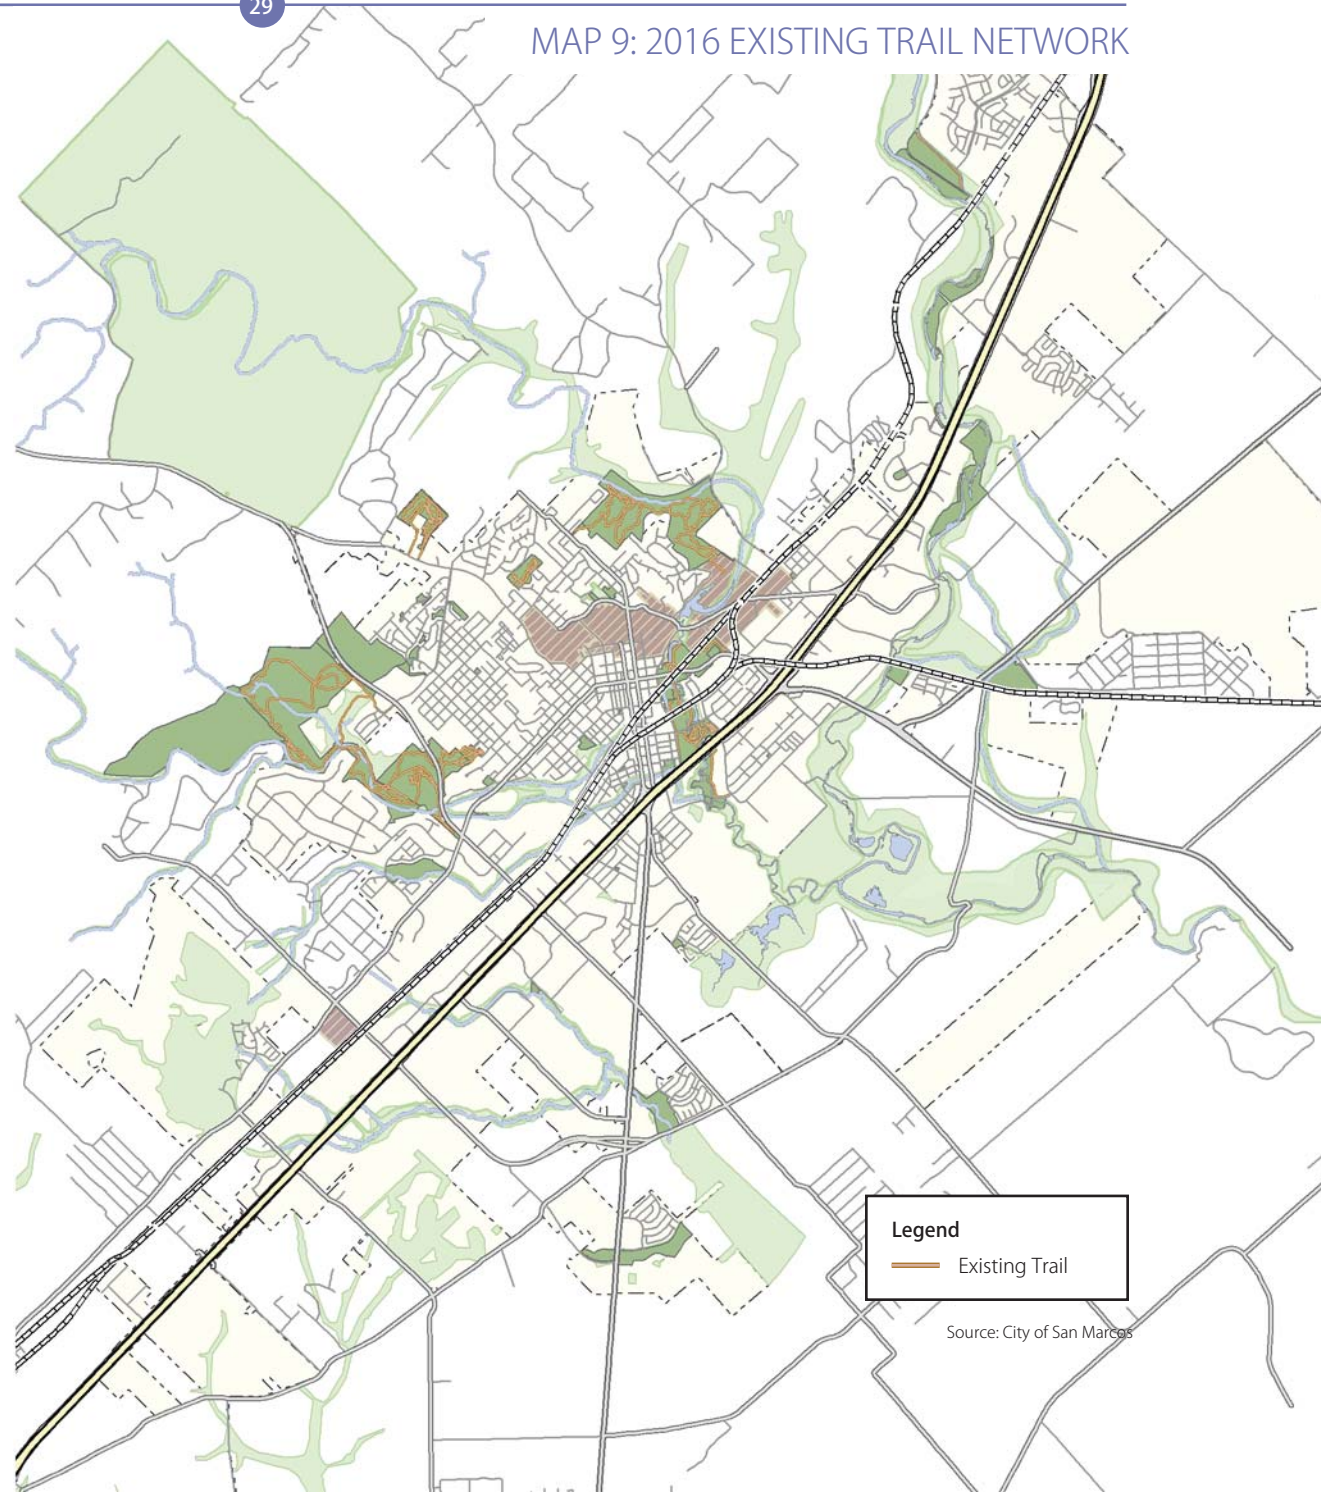 29
MAP 9: 2016 EXISTING TRAIL NETWORK
Legend
Existing Trail
Source: City of San Marcos